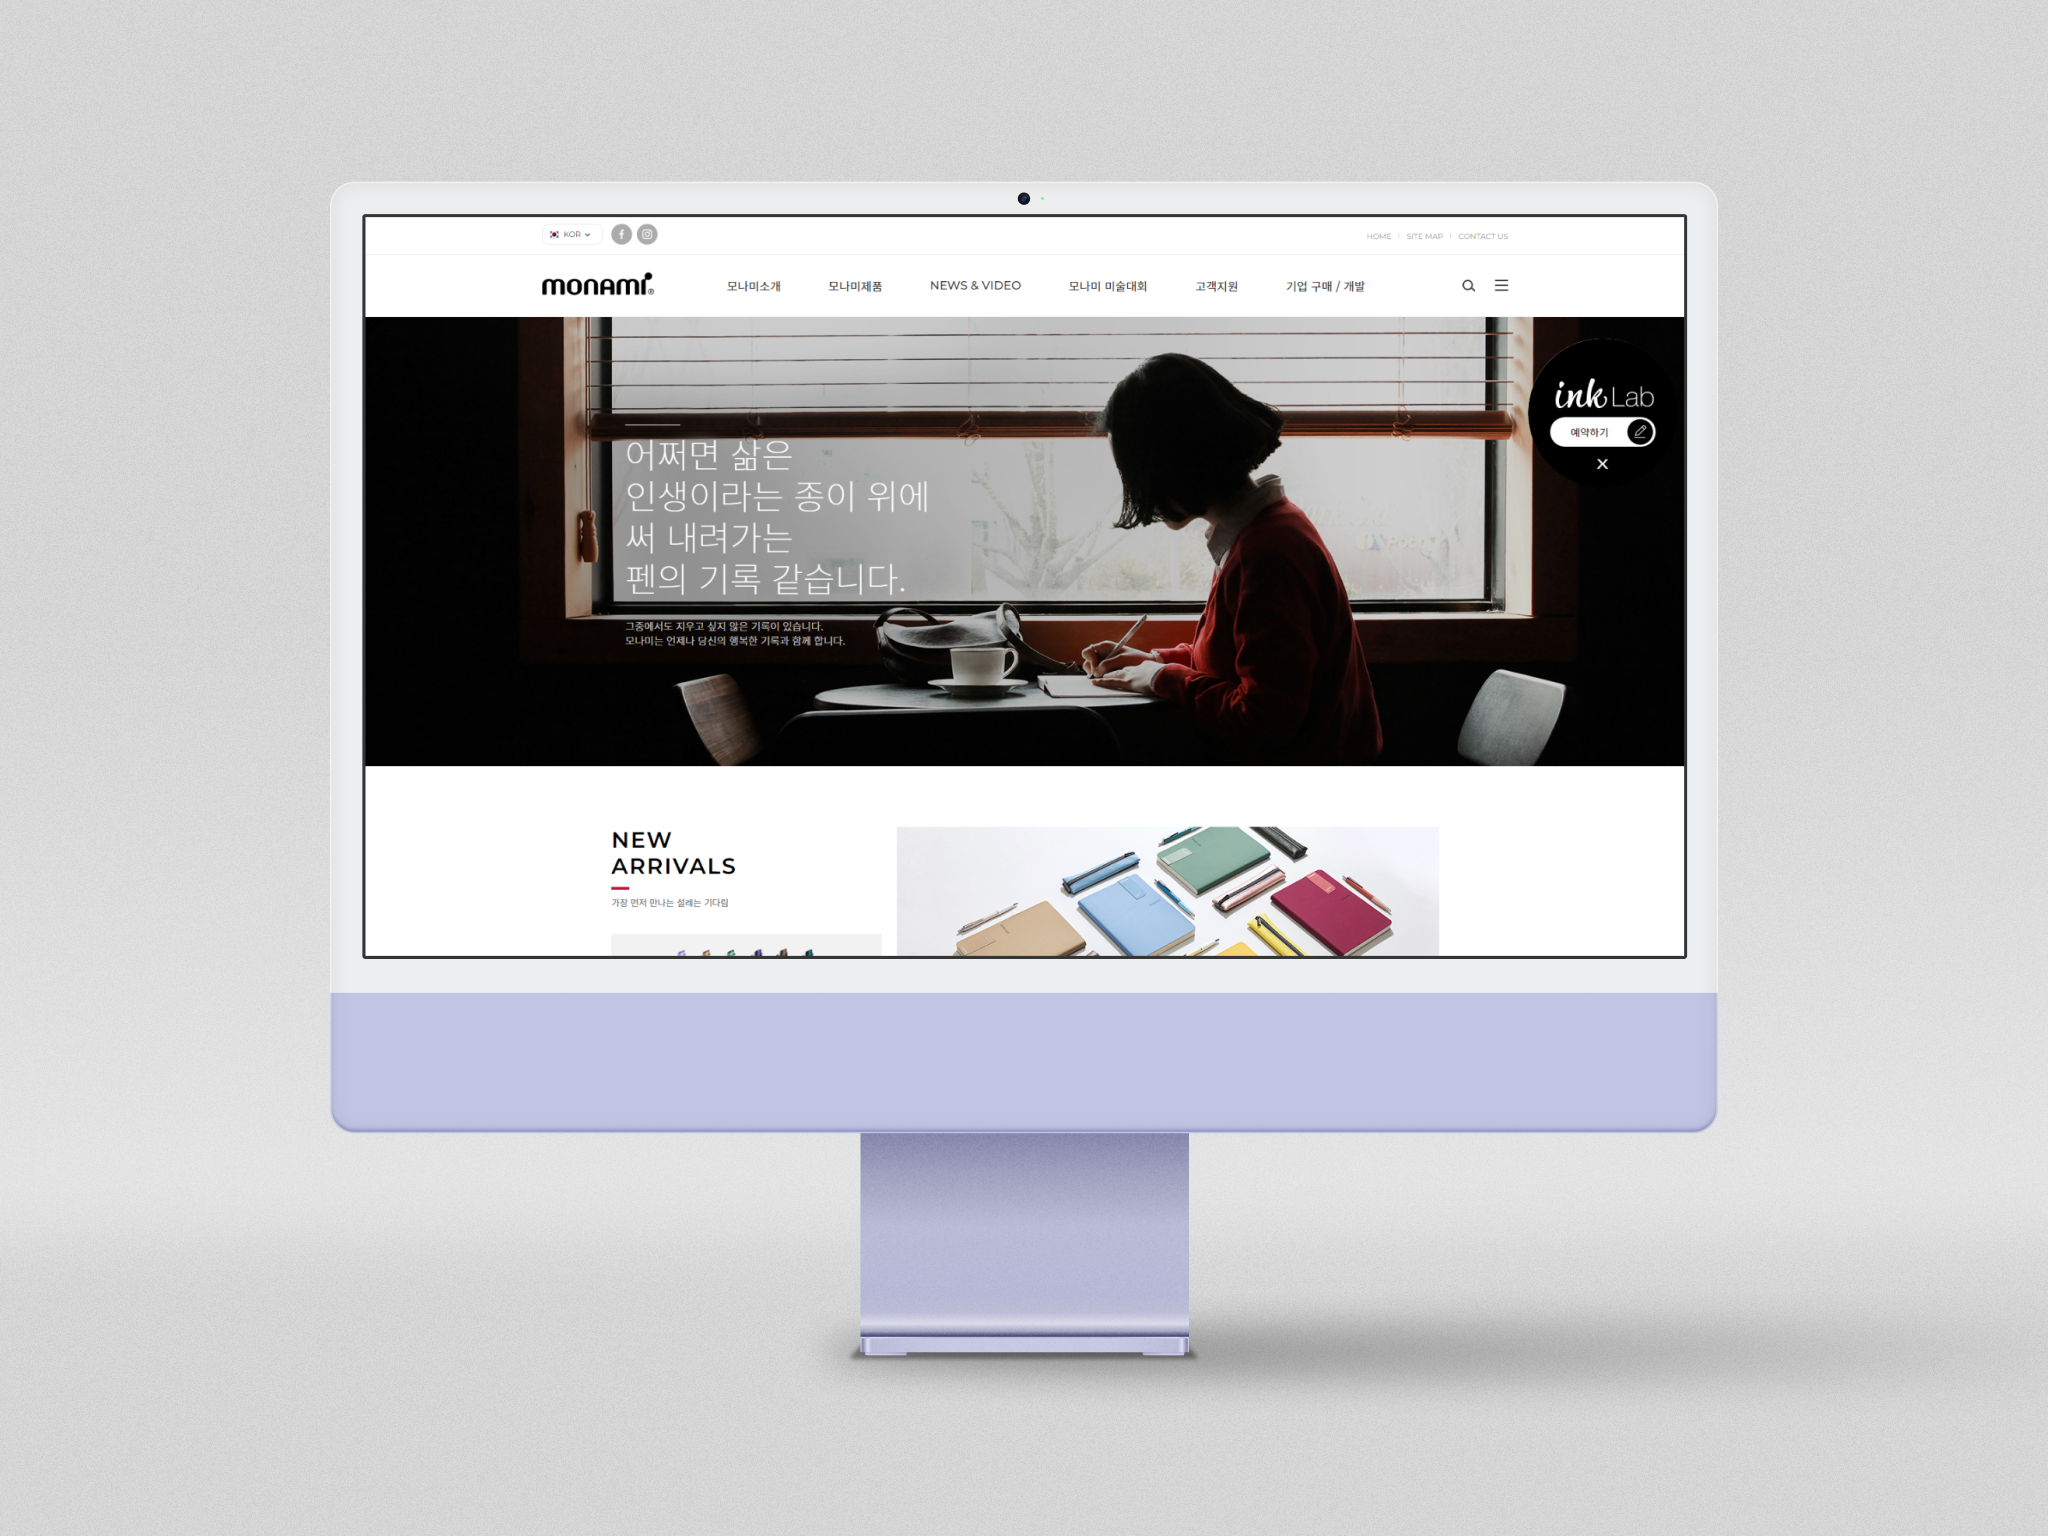 KOR
HOME | SITE MAP | CONTACT US
monami®
모나미소개
모나미제품
NEWS & VIDEO
모나미 미술대회
고객지원
기업 구매 / 개발
ink Lab
예약하기
X
어쩌면 삶은
인생이라는 종이 위에
써 내려가는
펜의 기록 같습니다.
그중에서도 지우고 싶지 않은 기록이 있습니다.
모나미는 언제나 당신의 행복한 기록과 함께 합니다.
NEW
ARRIVALS
가장 먼저 만나는 설레는 기다림